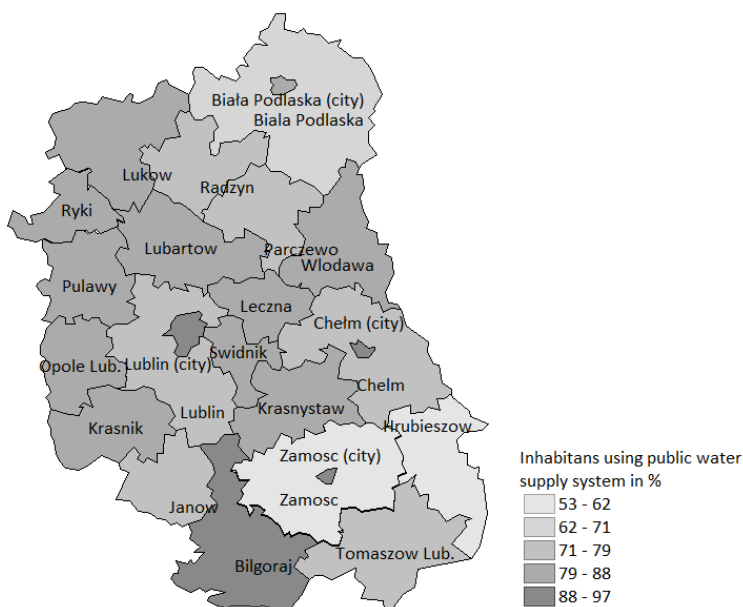 Biała Podlaska (city)
Biala Podlaska
Lukow
Radzyn
Ryki
Lubartow
Parczewo
Wlodawa
Pulawy
Leczna
Chełm (city)
Swidnik
Opole Lub.
Lublin (city)
Chelm
Lublin
Krasnystaw
Hrubieszow
Krasnik
Zamosc (city)
Zamosc
Janow
Tomaszow Lub.
Bilgoraj
Inhabitans using public water
supply system in %
53 - 62
62 - 71
71 - 79
79 - 88
88 - 97